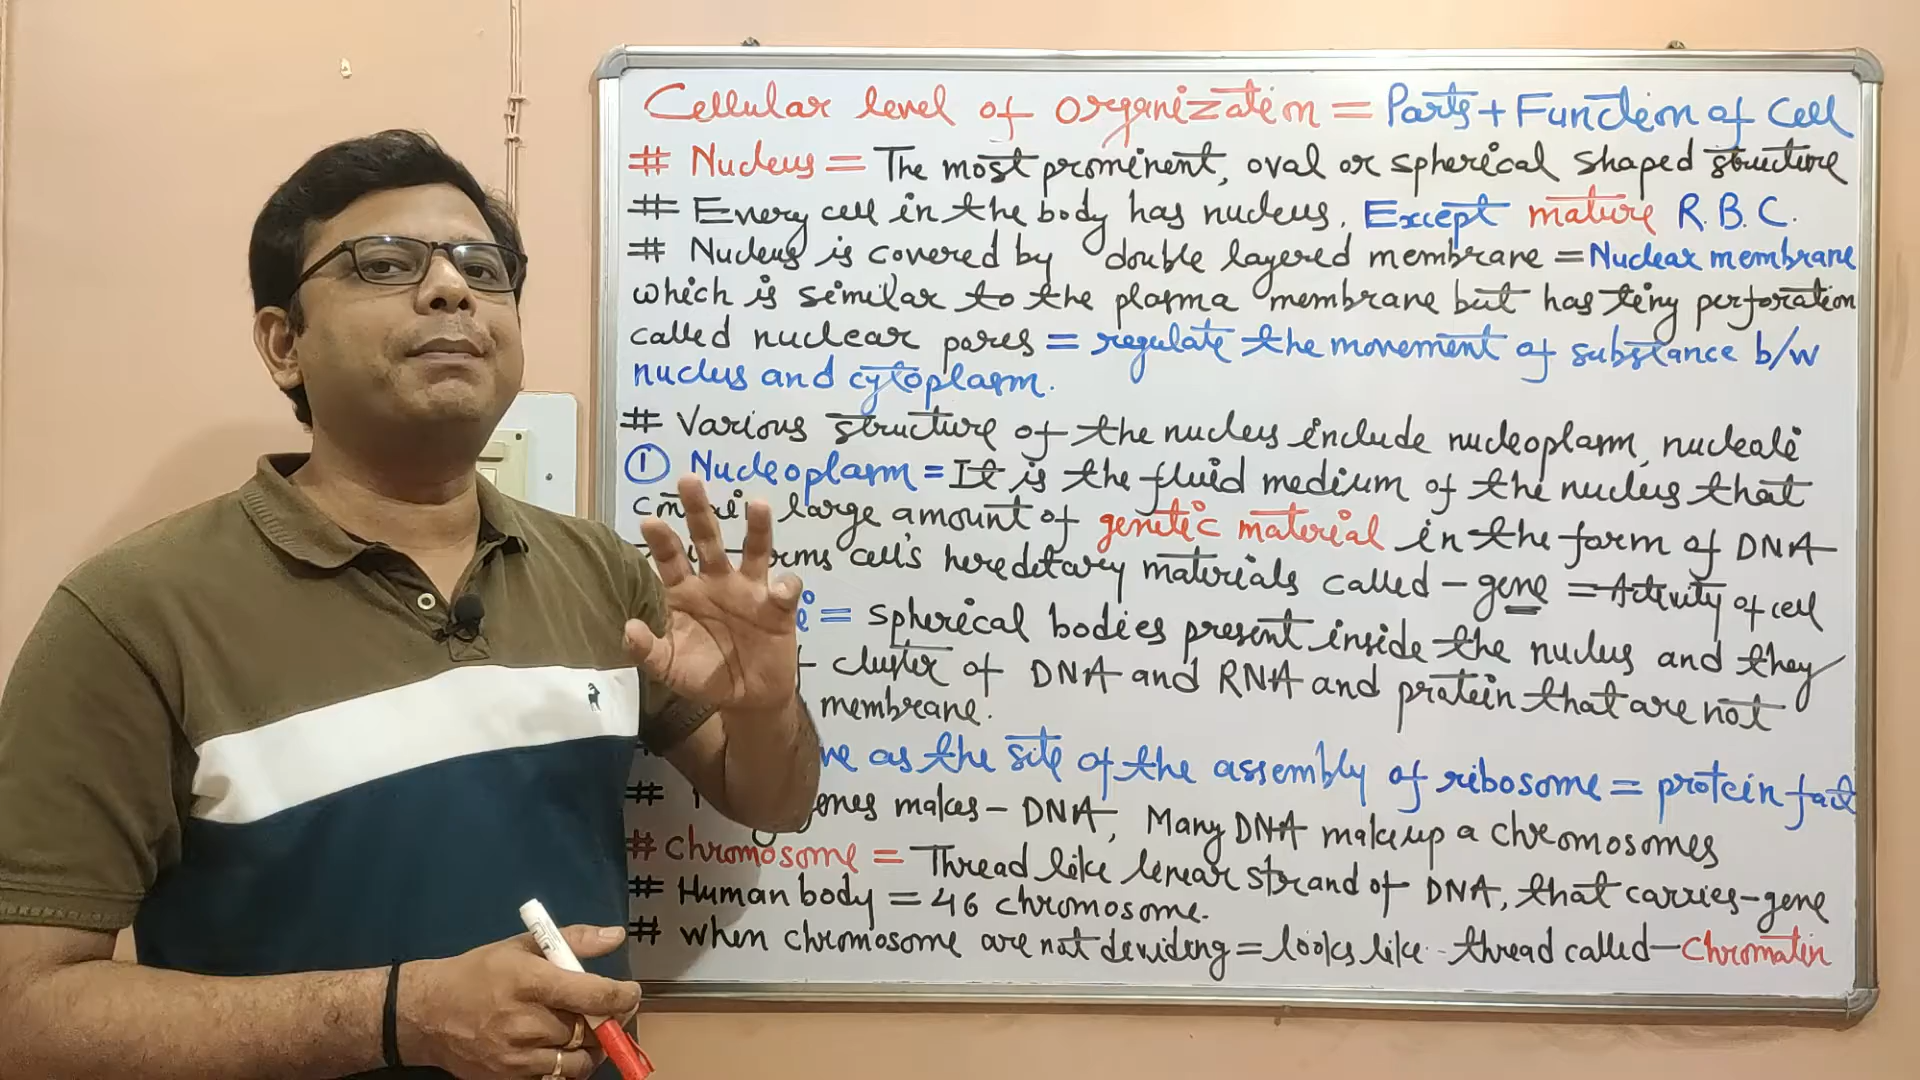 Cellular level of organization = Parts + Function of Cell
# Nucleus = The most prominent, oval or spherical shaped structure
# Every cell in the body has nucleus. Except mature R.B.C.
# Nucleus is covered by double layered membrane = Nuclear membrane
which is similar to the plasma membrane but has tiny perforation
called nuclear pores = regulate the movement of substance b/w
nuclus and cytoplasm.
# Various structure of the nucleus include nucleoplasm, nucleoli
① Nucleoplasm = It is the fluid medium of the nucleus that
contain large amount of genetic material in the form of DNA
cell's hereditary materials called - gene = Activity of cell
= spherical bodies present inside the nuclus and they
cluster of DNA and RNA and protein that are not
membrane.
as the site of the assembly of ribosome = protein fact
# genes makes - DNA, Many DNA makeup a chromosomes
# Chromosome = Thread like linear strand of DNA, that carries - gene
# Human body = 46 chromosome.
# when chromosome are not deviding = looks like - thread called - Chromatin